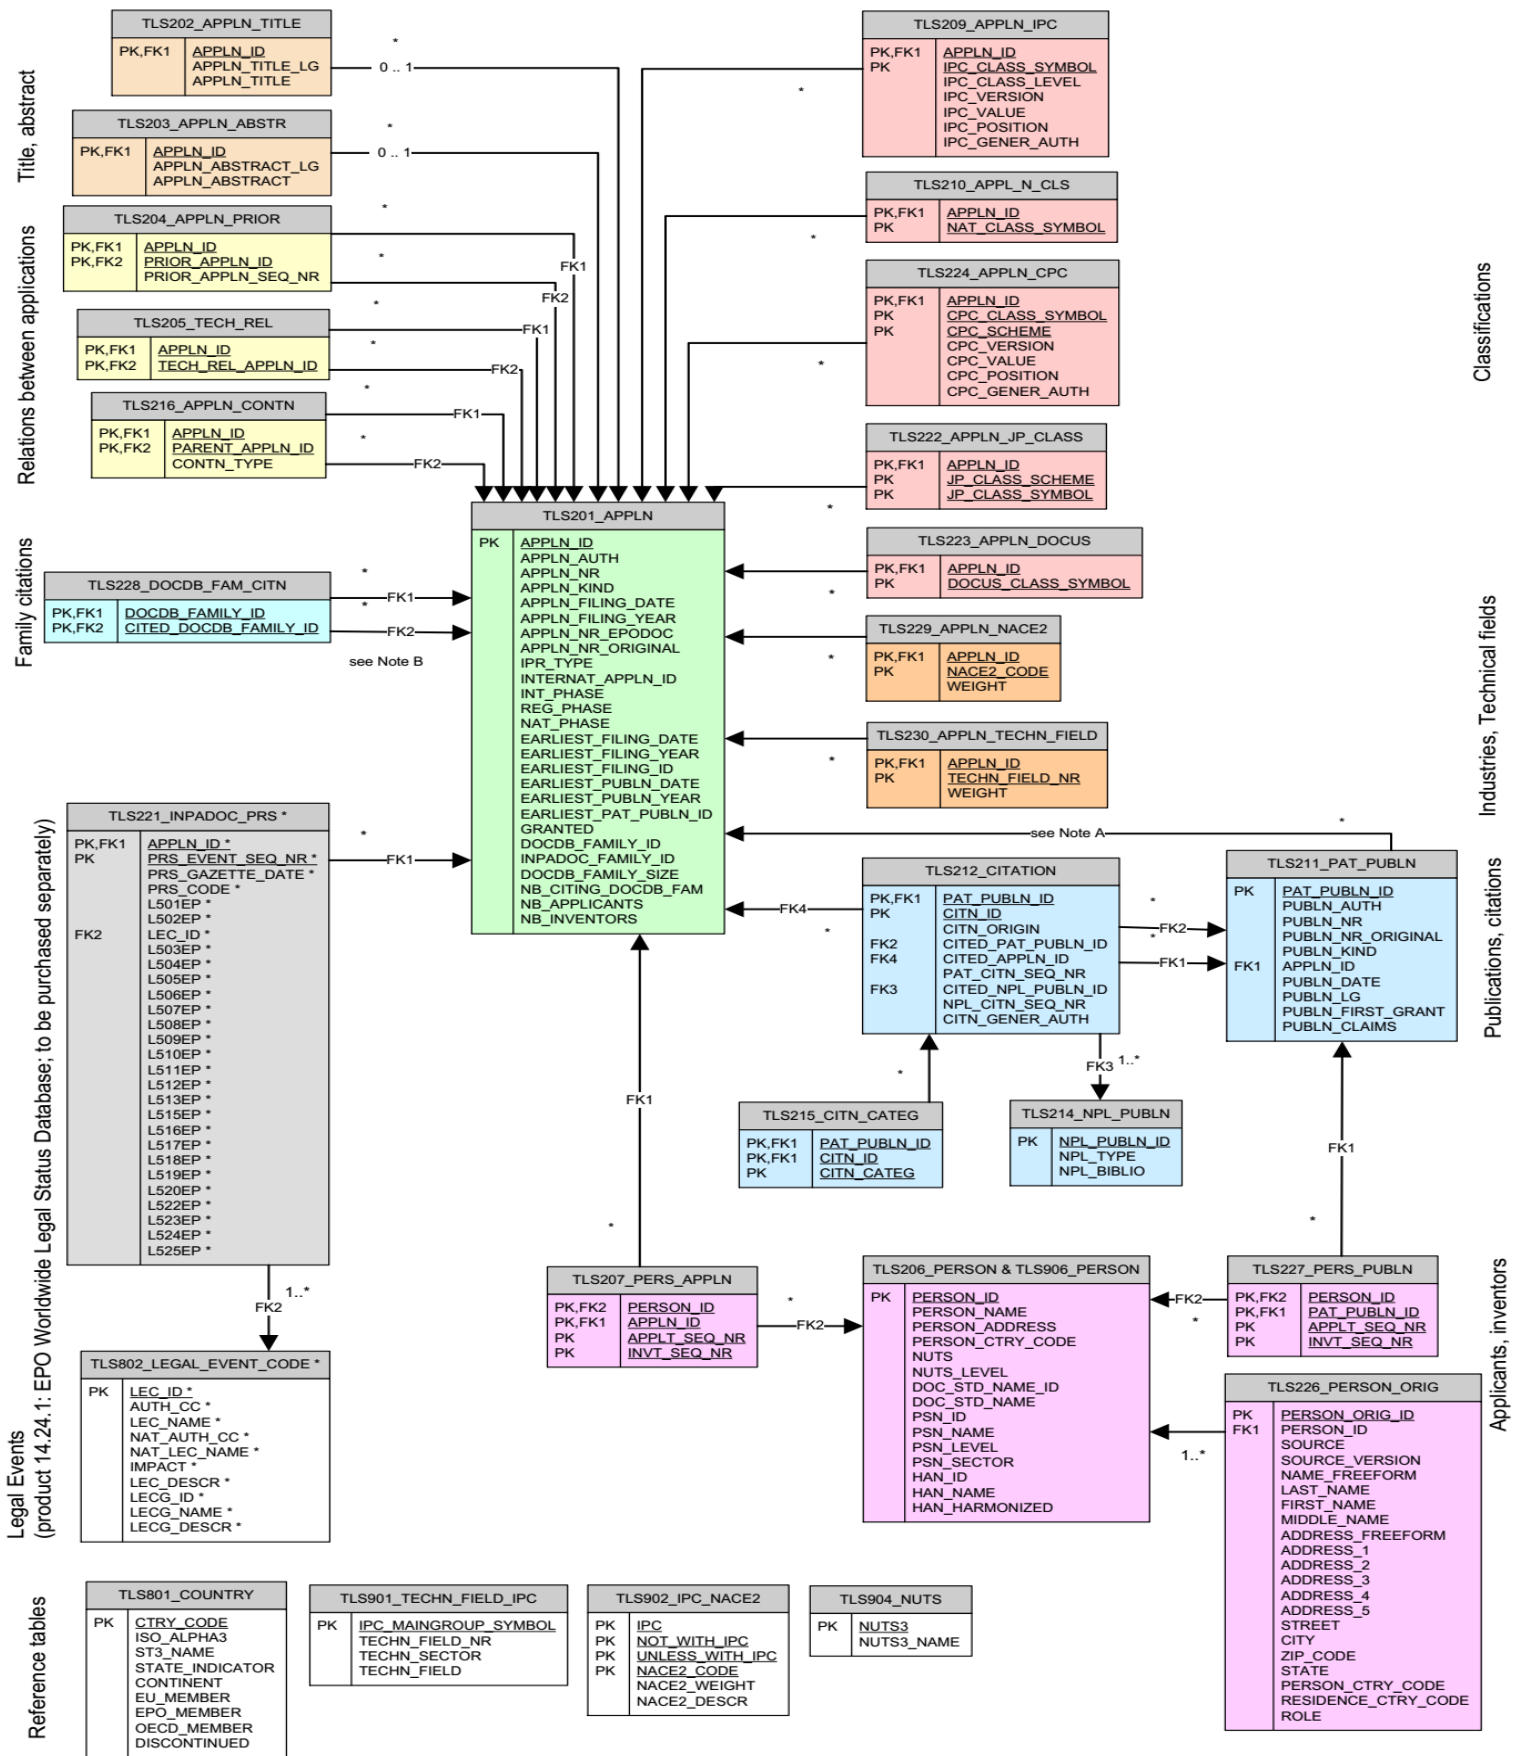 Title, abstract
TLS202_APPLN_TITLE
PK,FK1 APPLN_ID
APPLN_TITLE_LG
APPLN_TITLE
*
0 .. 1
TLS203_APPLN_ABSTR
PK,FK1 APPLN_ID
APPLN_ABSTRACT_LG
APPLN_ABSTRACT
*
0 .. 1
Relations between applications
TLS204_APPLN_PRIOR
PK,FK1 APPLN_ID
PK,FK2 PRIOR_APPLN_ID
PRIOR_APPLN_SEQ_NR
*
FK1
*
FK2
TLS205_TECH_REL
PK,FK1 APPLN_ID
PK,FK2 TECH_REL_APPLN_ID
*
FK1
*
FK2
TLS216_APPLN_CONTN
PK,FK1 APPLN_ID
PK,FK2 PARENT_APPLN_ID
CONTN_TYPE
*
FK1
*
FK2
Classifications
TLS209_APPLN_IPC
PK,FK1 APPLN_ID
PK IPC_CLASS_SYMBOL
IPC_CLASS_LEVEL
IPC_VERSION
IPC_VALUE
IPC_POSITION
IPC_GENER_AUTH
*
TLS210_APPL_N_CLS
PK,FK1 APPLN_ID
PK NAT_CLASS_SYMBOL
*
TLS224_APPLN_CPC
PK,FK1 APPLN_ID
PK CPC_CLASS_SYMBOL
PK CPC_SCHEME
CPC_VERSION
CPC_VALUE
CPC_POSITION
CPC_GENER_AUTH
*
TLS222_APPLN_JP_CLASS
PK,FK1 APPLN_ID
PK JP_CLASS_SCHEME
PK JP_CLASS_SYMBOL
*
TLS223_APPLN_DOCUS
PK,FK1 APPLN_ID
PK DOCUS_CLASS_SYMBOL
*
TLS201_APPLN
PK APPLN_ID
APPLN_AUTH
APPLN_NR
APPLN_KIND
APPLN_FILING_DATE
APPLN_FILING_YEAR
APPLN_NR_EPODOC
APPLN_NR_ORIGINAL
IPR_TYPE
INTERNAT_APPLN_ID
INT_PHASE
REG_PHASE
NAT_PHASE
EARLIEST_FILING_DATE
EARLIEST_FILING_YEAR
EARLIEST_FILING_ID
EARLIEST_PUBLN_DATE
EARLIEST_PUBLN_YEAR
EARLIEST_PAT_PUBLN_ID
GRANTED
DOCDB_FAMILY_ID
INPADOC_FAMILY_ID
DOCDB_FAMILY_SIZE
NB_CITING_DOCDB_FAM
NB_APPLICANTS
NB_INVENTORS
Family citations
TLS228_DOCDB_FAM_CITN
PK,FK1 DOCDB_FAMILY_ID
PK,FK2 CITED_DOCDB_FAMILY_ID
*
FK1
*
FK2
see Note B
Industries, Technical fields
TLS229_APPLN_NACE2
PK,FK1 APPLN_ID
PK NACE2_CODE
WEIGHT
*
TLS230_APPLN_TECHN_FIELD
PK,FK1 APPLN_ID
PK TECHN_FIELD_NR
WEIGHT
*
Legal Events
(product 14.24.1: EPO Worldwide Legal Status Database; to be purchased separately)
TLS221_INPADOC_PRS *
PK,FK1 APPLN_ID *
PK PRS_EVENT_SEQ_NR *
PRS_GAZETTE_DATE *
PRS_CODE *
L501EP *
L502EP *
FK2 LEC_ID *
L503EP *
L504EP *
L505EP *
L506EP *
L507EP *
L508EP *
L509EP *
L510EP *
L511EP *
L512EP *
L513EP *
L515EP *
L516EP *
L517EP *
L518EP *
L519EP *
L520EP *
L522EP *
L523EP *
L524EP *
L525EP *
*
FK1
FK2 1..*
TLS802_LEGAL_EVENT_CODE *
PK LEC_ID *
AUTH_CC *
LEC_NAME *
NAT_AUTH_CC *
NAT_LEC_NAME *
IMPACT *
LEC_DESCR *
LECG_ID *
LECG_NAME *
LECG_DESCR *
Publications, citations
see Note A
*
TLS212_CITATION
PK,FK1 PAT_PUBLN_ID
PK CITN_ID
CITN_ORIGIN
FK2 CITED_PAT_PUBLN_ID
FK4 CITED_APPLN_ID
PAT_CITN_SEQ_NR
FK3 CITED_NPL_PUBLN_ID
NPL_CITN_SEQ_NR
CITN_GENER_AUTH
FK4
*
*
FK2
*
FK1
TLS211_PAT_PUBLN
PK PAT_PUBLN_ID
PUBLN_AUTH
PUBLN_NR
PUBLN_NR_ORIGINAL
PUBLN_KIND
FK1 APPLN_ID
PUBLN_DATE
PUBLN_LG
PUBLN_FIRST_GRANT
PUBLN_CLAIMS
*
FK3 1..*
TLS215_CITN_CATEG
PK,FK1 PAT_PUBLN_ID
PK,FK1 CITN_ID
PK CITN_CATEG
TLS214_NPL_PUBLN
PK NPL_PUBLN_ID
NPL_TYPE
NPL_BIBLIO
FK1
*
FK1
*
Applicants, inventors
TLS207_PERS_APPLN
PK,FK2 PERSON_ID
PK,FK1 APPLN_ID
PK APPLT_SEQ_NR
PK INVT_SEQ_NR
*
FK2
TLS206_PERSON & TLS906_PERSON
PK PERSON_ID
PERSON_NAME
PERSON_ADDRESS
PERSON_CTRY_CODE
NUTS
NUTS_LEVEL
DOC_STD_NAME_ID
DOC_STD_NAME
PSN_ID
PSN_NAME
PSN_LEVEL
PSN_SECTOR
HAN_ID
HAN_NAME
HAN_HARMONIZED
FK2
*
TLS227_PERS_PUBLN
PK,FK2 PERSON_ID
PK,FK1 PAT_PUBLN_ID
PK APPLT_SEQ_NR
PK INVT_SEQ_NR
1..*
TLS226_PERSON_ORIG
PK PERSON_ORIG_ID
FK1 PERSON_ID
SOURCE
SOURCE_VERSION
NAME_FREEFORM
LAST_NAME
FIRST_NAME
MIDDLE_NAME
ADDRESS_FREEFORM
ADDRESS_1
ADDRESS_2
ADDRESS_3
ADDRESS_4
ADDRESS_5
STREET
CITY
ZIP_CODE
STATE
PERSON_CTRY_CODE
RESIDENCE_CTRY_CODE
ROLE
Reference tables
TLS801_COUNTRY
PK CTRY_CODE
ISO_ALPHA3
ST3_NAME
STATE_INDICATOR
CONTINENT
EU_MEMBER
EPO_MEMBER
OECD_MEMBER
DISCONTINUED
TLS901_TECHN_FIELD_IPC
PK IPC_MAINGROUP_SYMBOL
TECHN_FIELD_NR
TECHN_SECTOR
TECHN_FIELD
TLS902_IPC_NACE2
PK IPC
PK NOT_WITH_IPC
PK UNLESS_WITH_IPC
PK NACE2_CODE
NACE2_WEIGHT
NACE2_DESCR
TLS904_NUTS
PK NUTS3
NUTS3_NAME